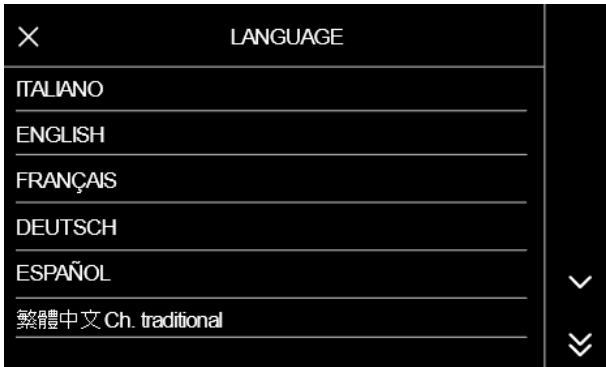 LANGUAGE
ITALIANO
ENGLISH
FRANÇAIS
DEUTSCH
ESPAÑOL
繁體中文 Ch. traditional